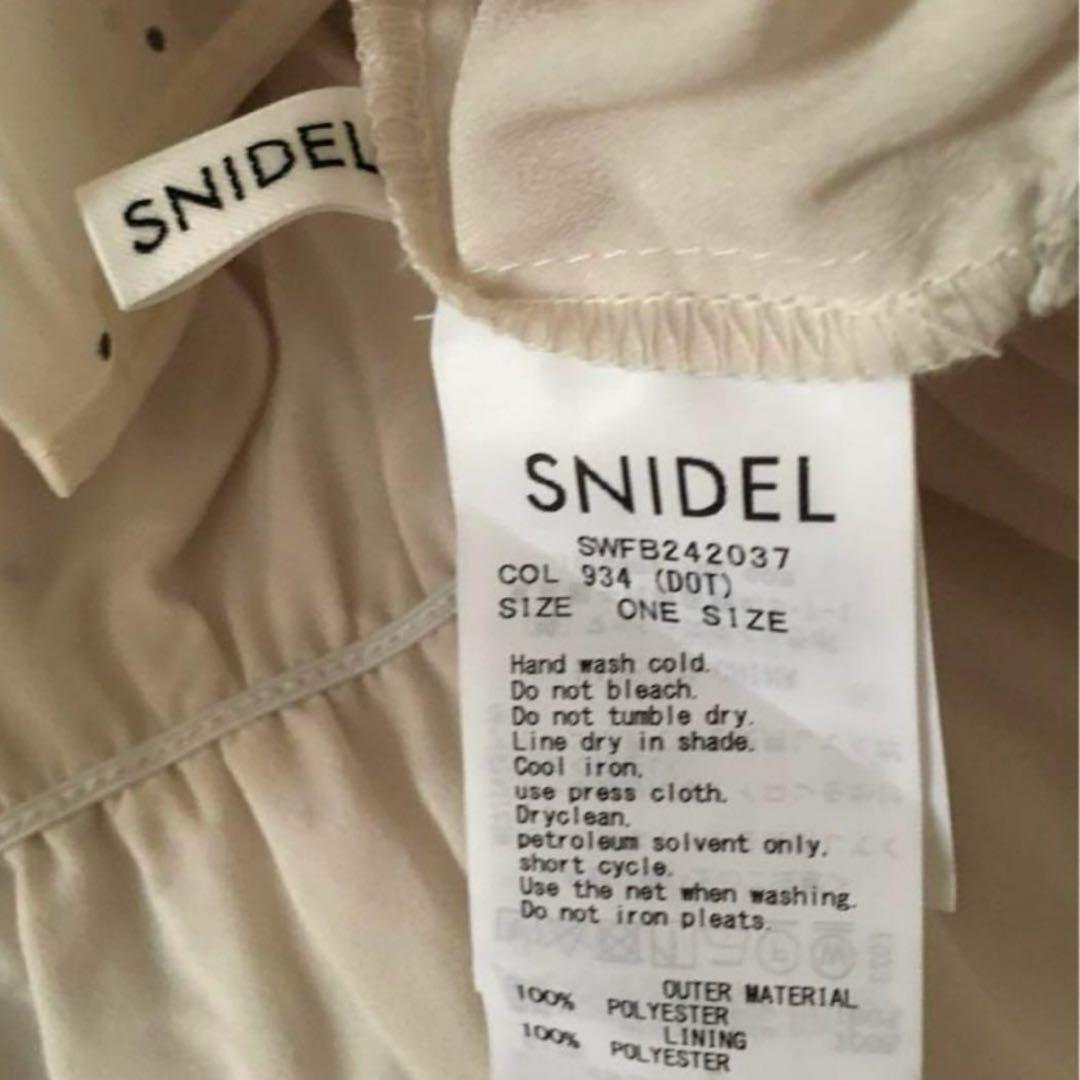 SNIDEL
SNIDEL
SWFB242037
COL 934 (DOT)
SIZE ONE SIZE
Hand wash cold.
Do not bleach.
Do not tumble dry.
Line dry in shade.
Cool iron,
use press cloth.
Dryclean,
petroleum solvent only,
short cycle.
Use the net when washing.
Do not iron pleats.
OUTER MATERIAL
100% POLYESTER
LINING
100% POLYESTER